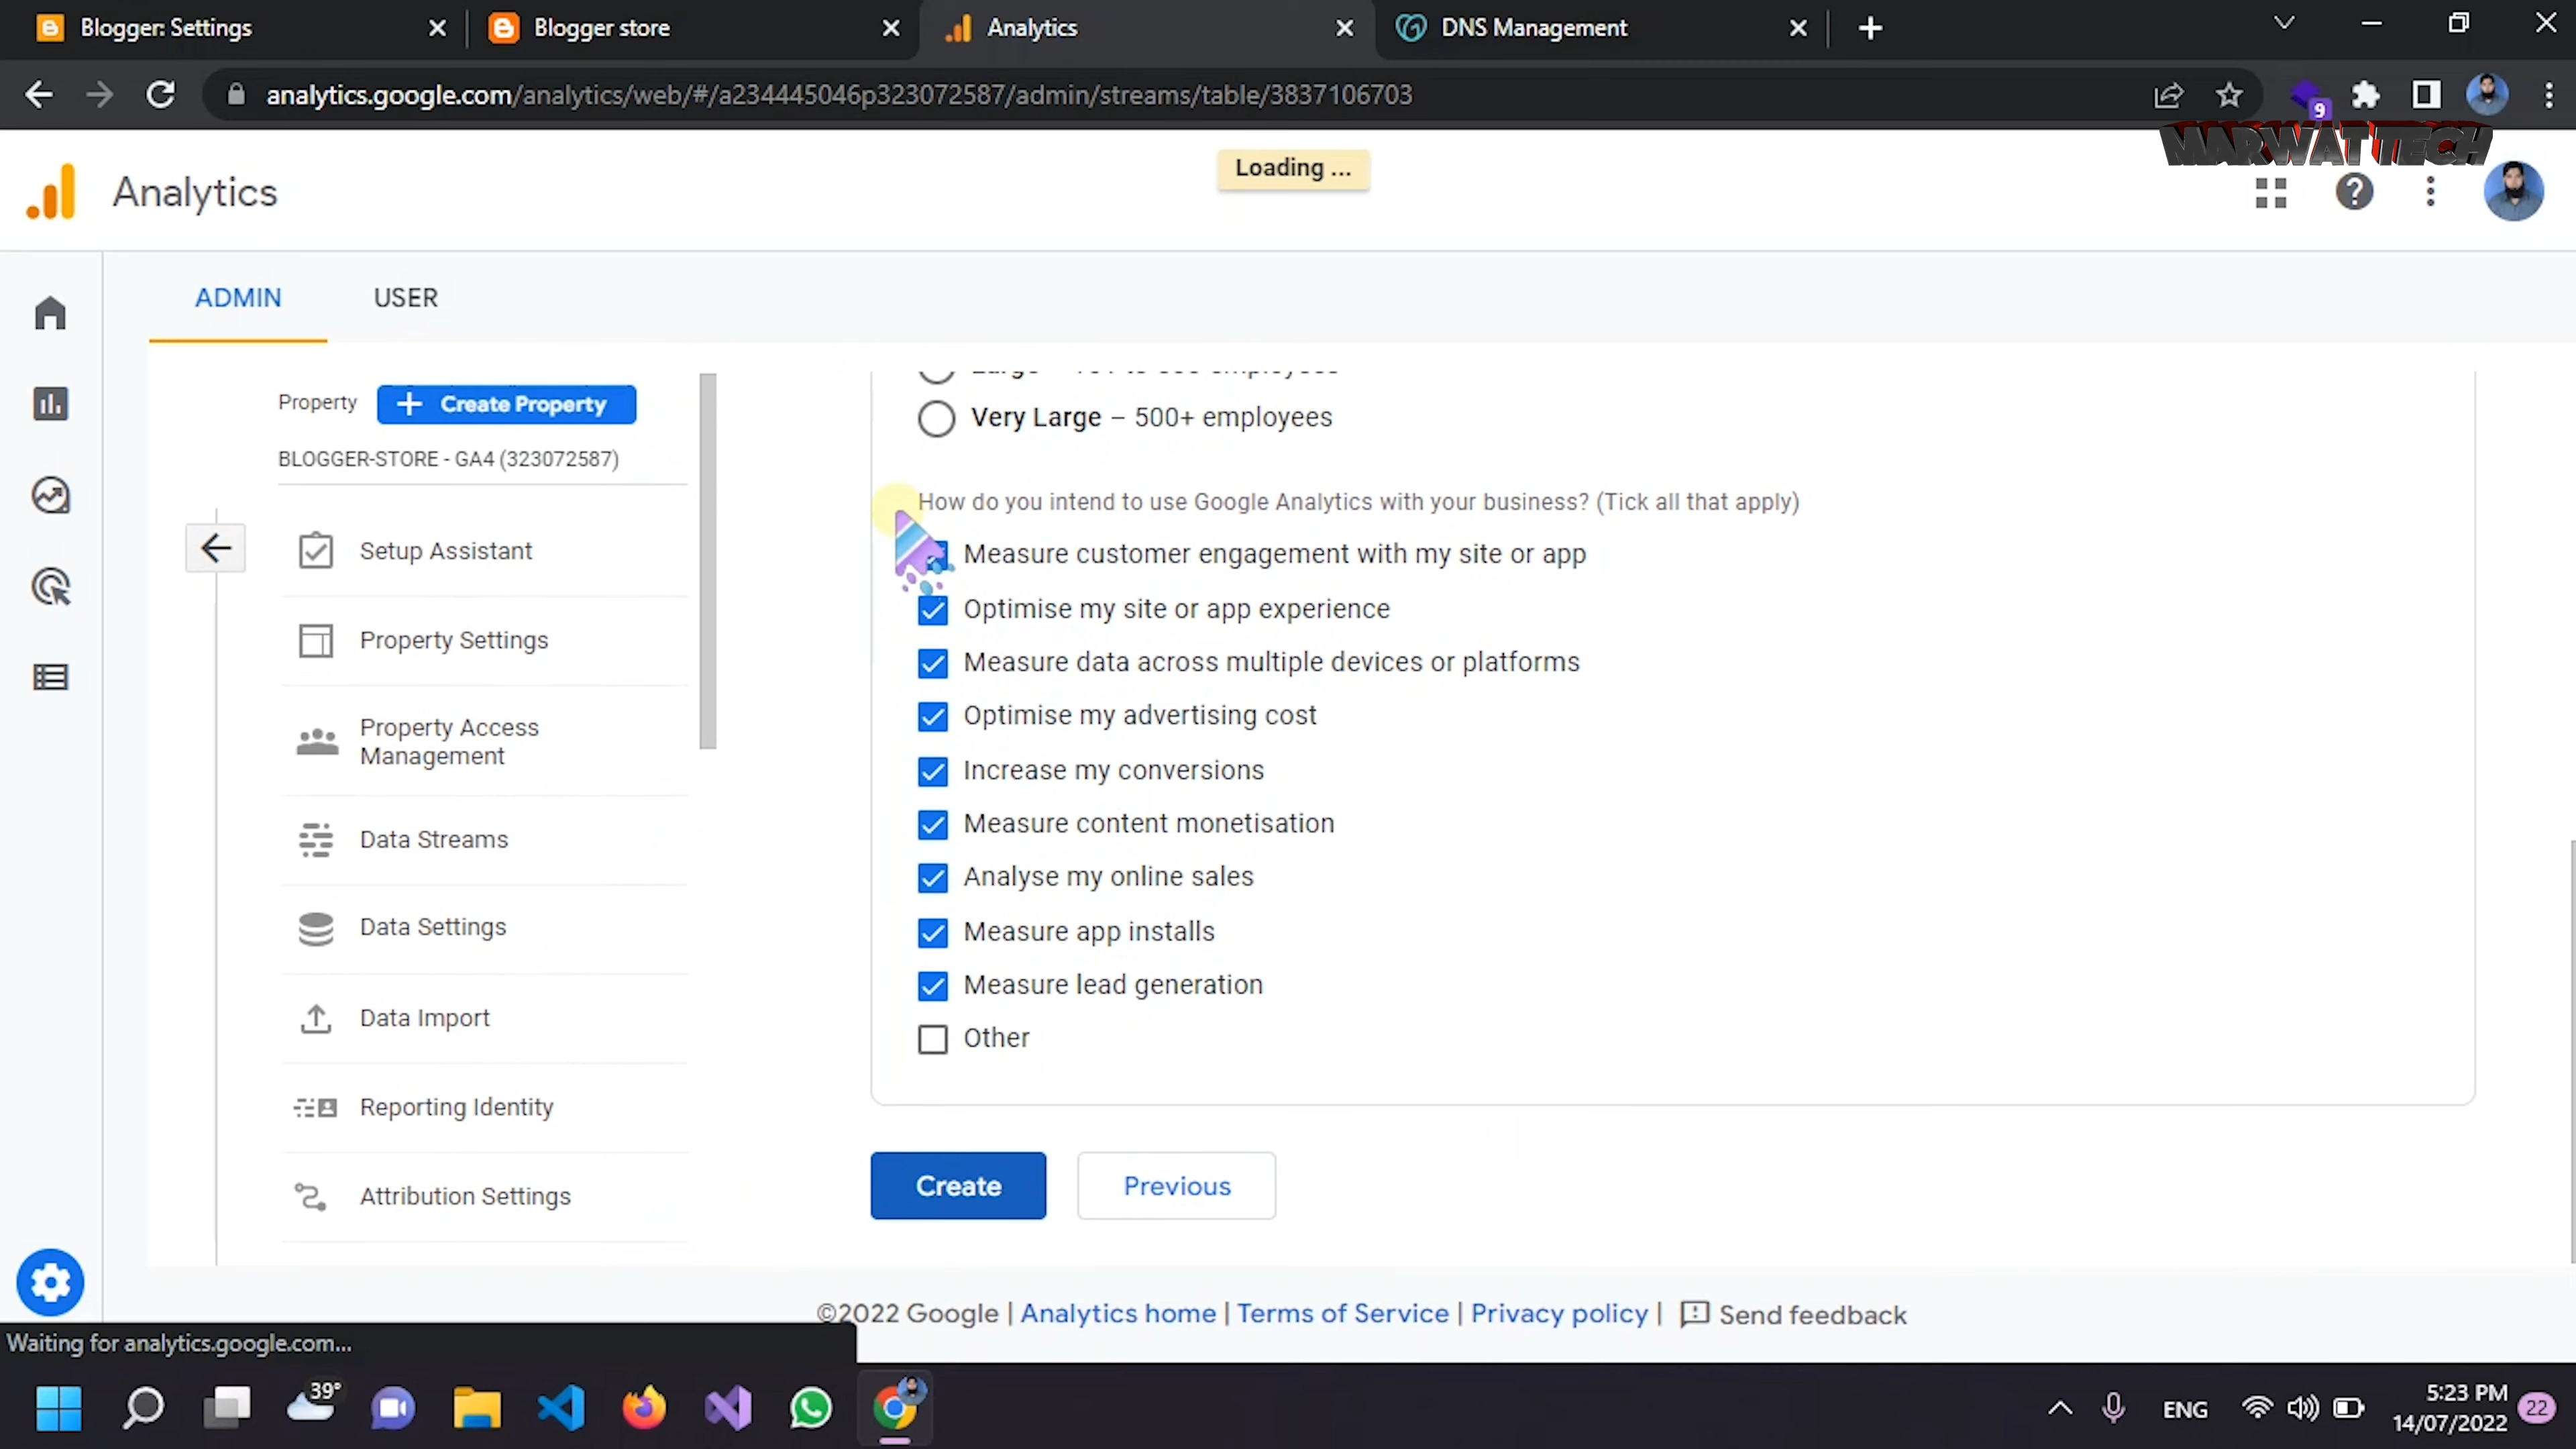 Blogger: Settings
Blogger store
Analytics
DNS Management
analytics.google.com/analytics/web/#/a234445046p323072587/admin/streams/table/3837106703
9
MARWAT TECH
Analytics
Loading ...
ADMIN
USER
Property
Create Property
BLOGGER-STORE - GA4 (323072587)
Setup Assistant
Property Settings
Property Access
Management
Data Streams
Data Settings
Data Import
Reporting Identity
Attribution Settings
Very Large – 500+ employees
How do you intend to use Google Analytics with your business? (Tick all that apply)
Measure customer engagement with my site or app
Optimise my site or app experience
Measure data across multiple devices or platforms
Optimise my advertising cost
Increase my conversions
Measure content monetisation
Analyse my online sales
Measure app installs
Measure lead generation
Other
Create
Previous
©2022 Google | Analytics home | Terms of Service | Privacy policy | Send feedback
Waiting for analytics.google.com...
39°
ENG
5:23 PM
14/07/2022
22